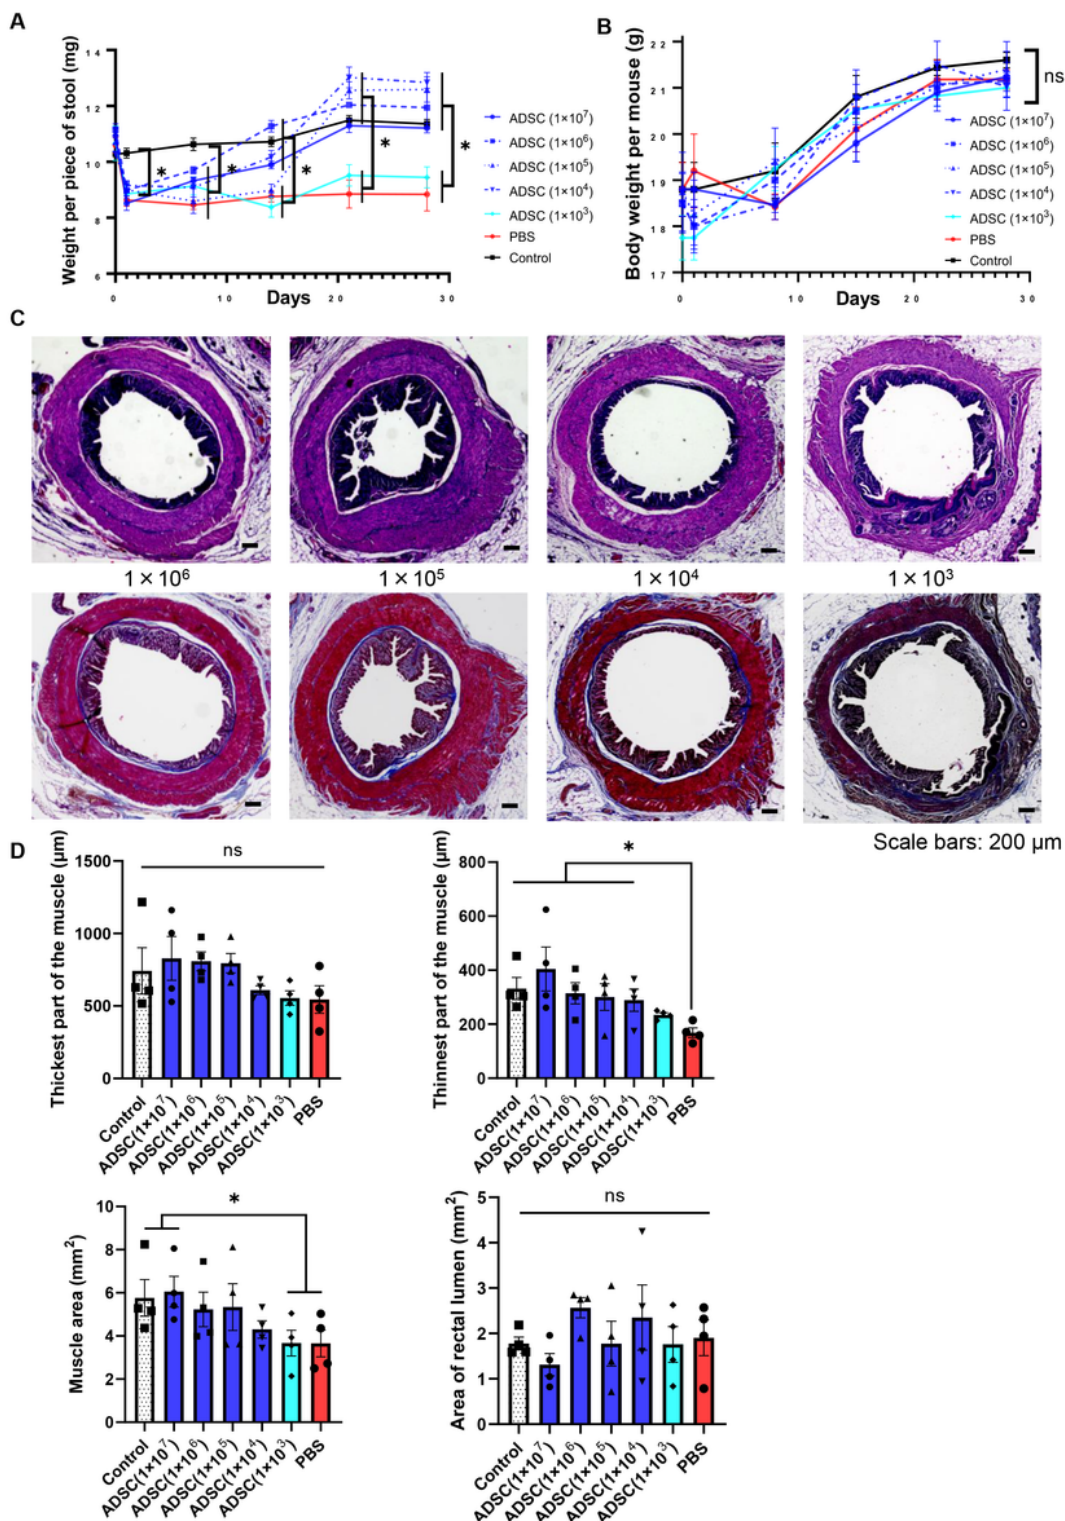 A
Weight per piece of stool (mg)
14
12
10
8
6
0
10
20
30
Days
* * * * *
ADSC (1×10⁷)
ADSC (1×10⁶)
ADSC (1×10⁵)
ADSC (1×10⁴)
ADSC (1×10³)
PBS
Control
B
Body weight per mouse (g)
22
21
20
19
18
17
0
10
20
30
Days
ns
ADSC (1×10⁷)
ADSC (1×10⁶)
ADSC (1×10⁵)
ADSC (1×10⁴)
ADSC (1×10³)
PBS
Control
C
1 × 10⁶
1 × 10⁵
1 × 10⁴
1 × 10³
Scale bars: 200 µm
D
Thickest part of the muscle (µm)
1500
1000
500
0
ns
Control
ADSC(1×10⁷)
ADSC(1×10⁶)
ADSC(1×10⁵)
ADSC(1×10⁴)
ADSC(1×10³)
PBS
Thinnest part of the muscle (µm)
800
600
400
200
0
*
Control
ADSC(1×10⁷)
ADSC(1×10⁶)
ADSC(1×10⁵)
ADSC(1×10⁴)
ADSC(1×10³)
PBS
Muscle area (mm²)
10
8
6
4
2
0
*
Control
ADSC(1×10⁷)
ADSC(1×10⁶)
ADSC(1×10⁵)
ADSC(1×10⁴)
ADSC(1×10³)
PBS
Area of rectal lumen (mm²)
5
4
3
2
1
0
ns
Control
ADSC(1×10⁷)
ADSC(1×10⁶)
ADSC(1×10⁵)
ADSC(1×10⁴)
ADSC(1×10³)
PBS